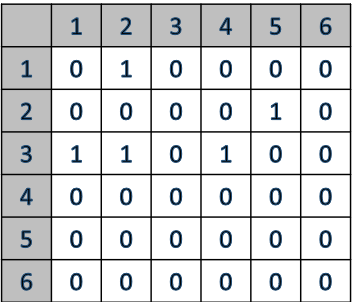 1 2 3 4 5 6
1 0 1 0 0 0 0
2 0 0 0 0 1 0
3 1 1 0 1 0 0
4 0 0 0 0 0 0
5 0 0 0 0 0 0
6 0 0 0 0 0 0